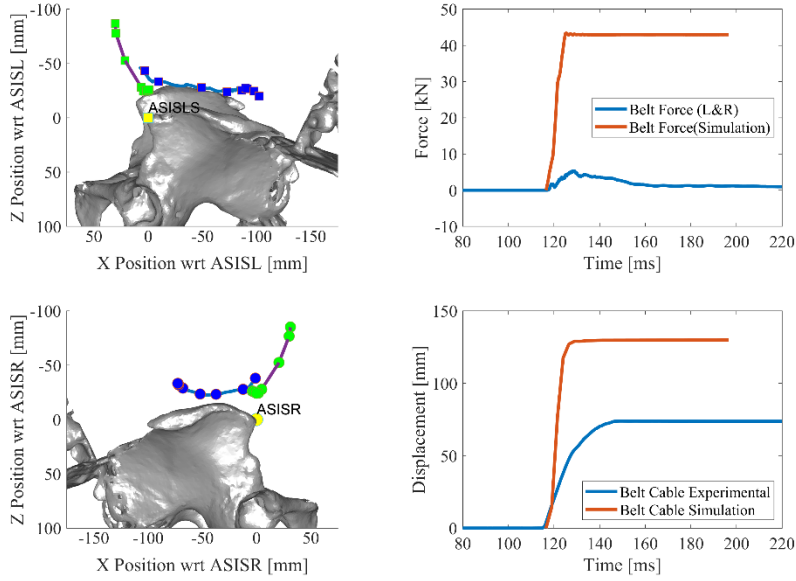 -100
-50
0
50
100
Z Position wrt ASISL [mm]
ASISLS
50 0 -50 -100 -150
X Position wrt ASISL [mm]
50
40
30
20
10
0
-10
Force [kN]
Belt Force (L&R)
Belt Force(Simulation)
80 100 120 140 160 180 200 220
Time [ms]
-100
-50
0
50
100
Z Position wrt ASISR [mm]
ASISR
-150 -100 -50 0 50
X Position wrt ASISR [mm]
150
100
50
0
Displacement [mm]
Belt Cable Experimental
Belt Cable Simulation
80 100 120 140 160 180 200 220
Time [ms]